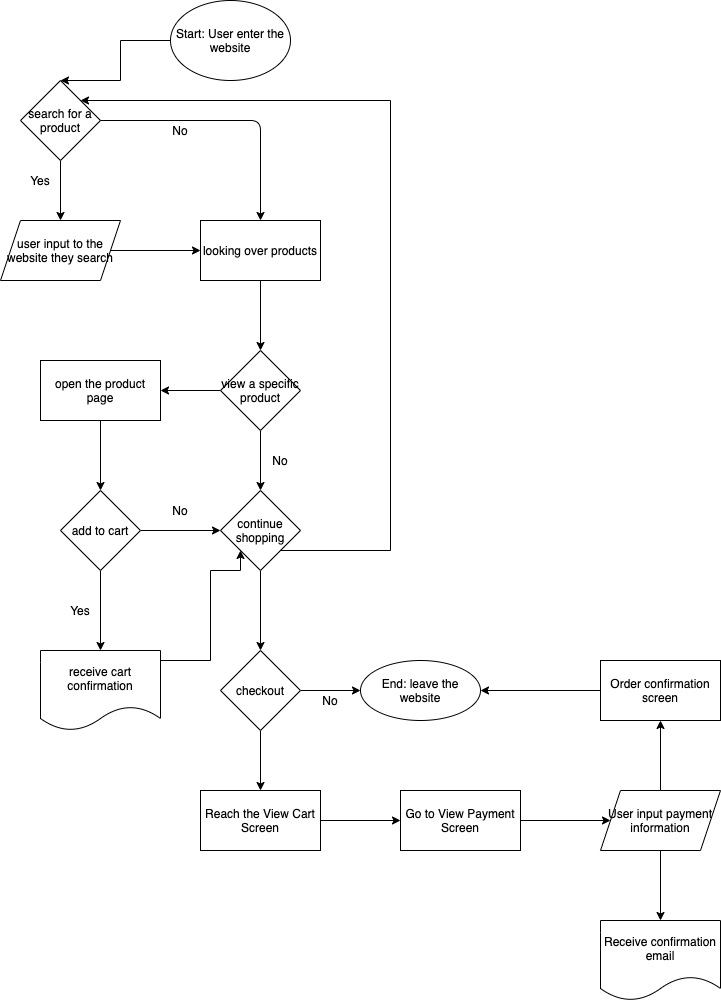 Start: User enter the
website
search for a
product
No
Yes
user input to the
website they search
looking over products
open the product
page
view a specific
product
No
add to cart
No
continue
shopping
Yes
receive cart
confirmation
checkout
No
End: leave the
website
Order confirmation
screen
Reach the View Cart
Screen
Go to View Payment
Screen
User input payment
information
Receive confirmation
email